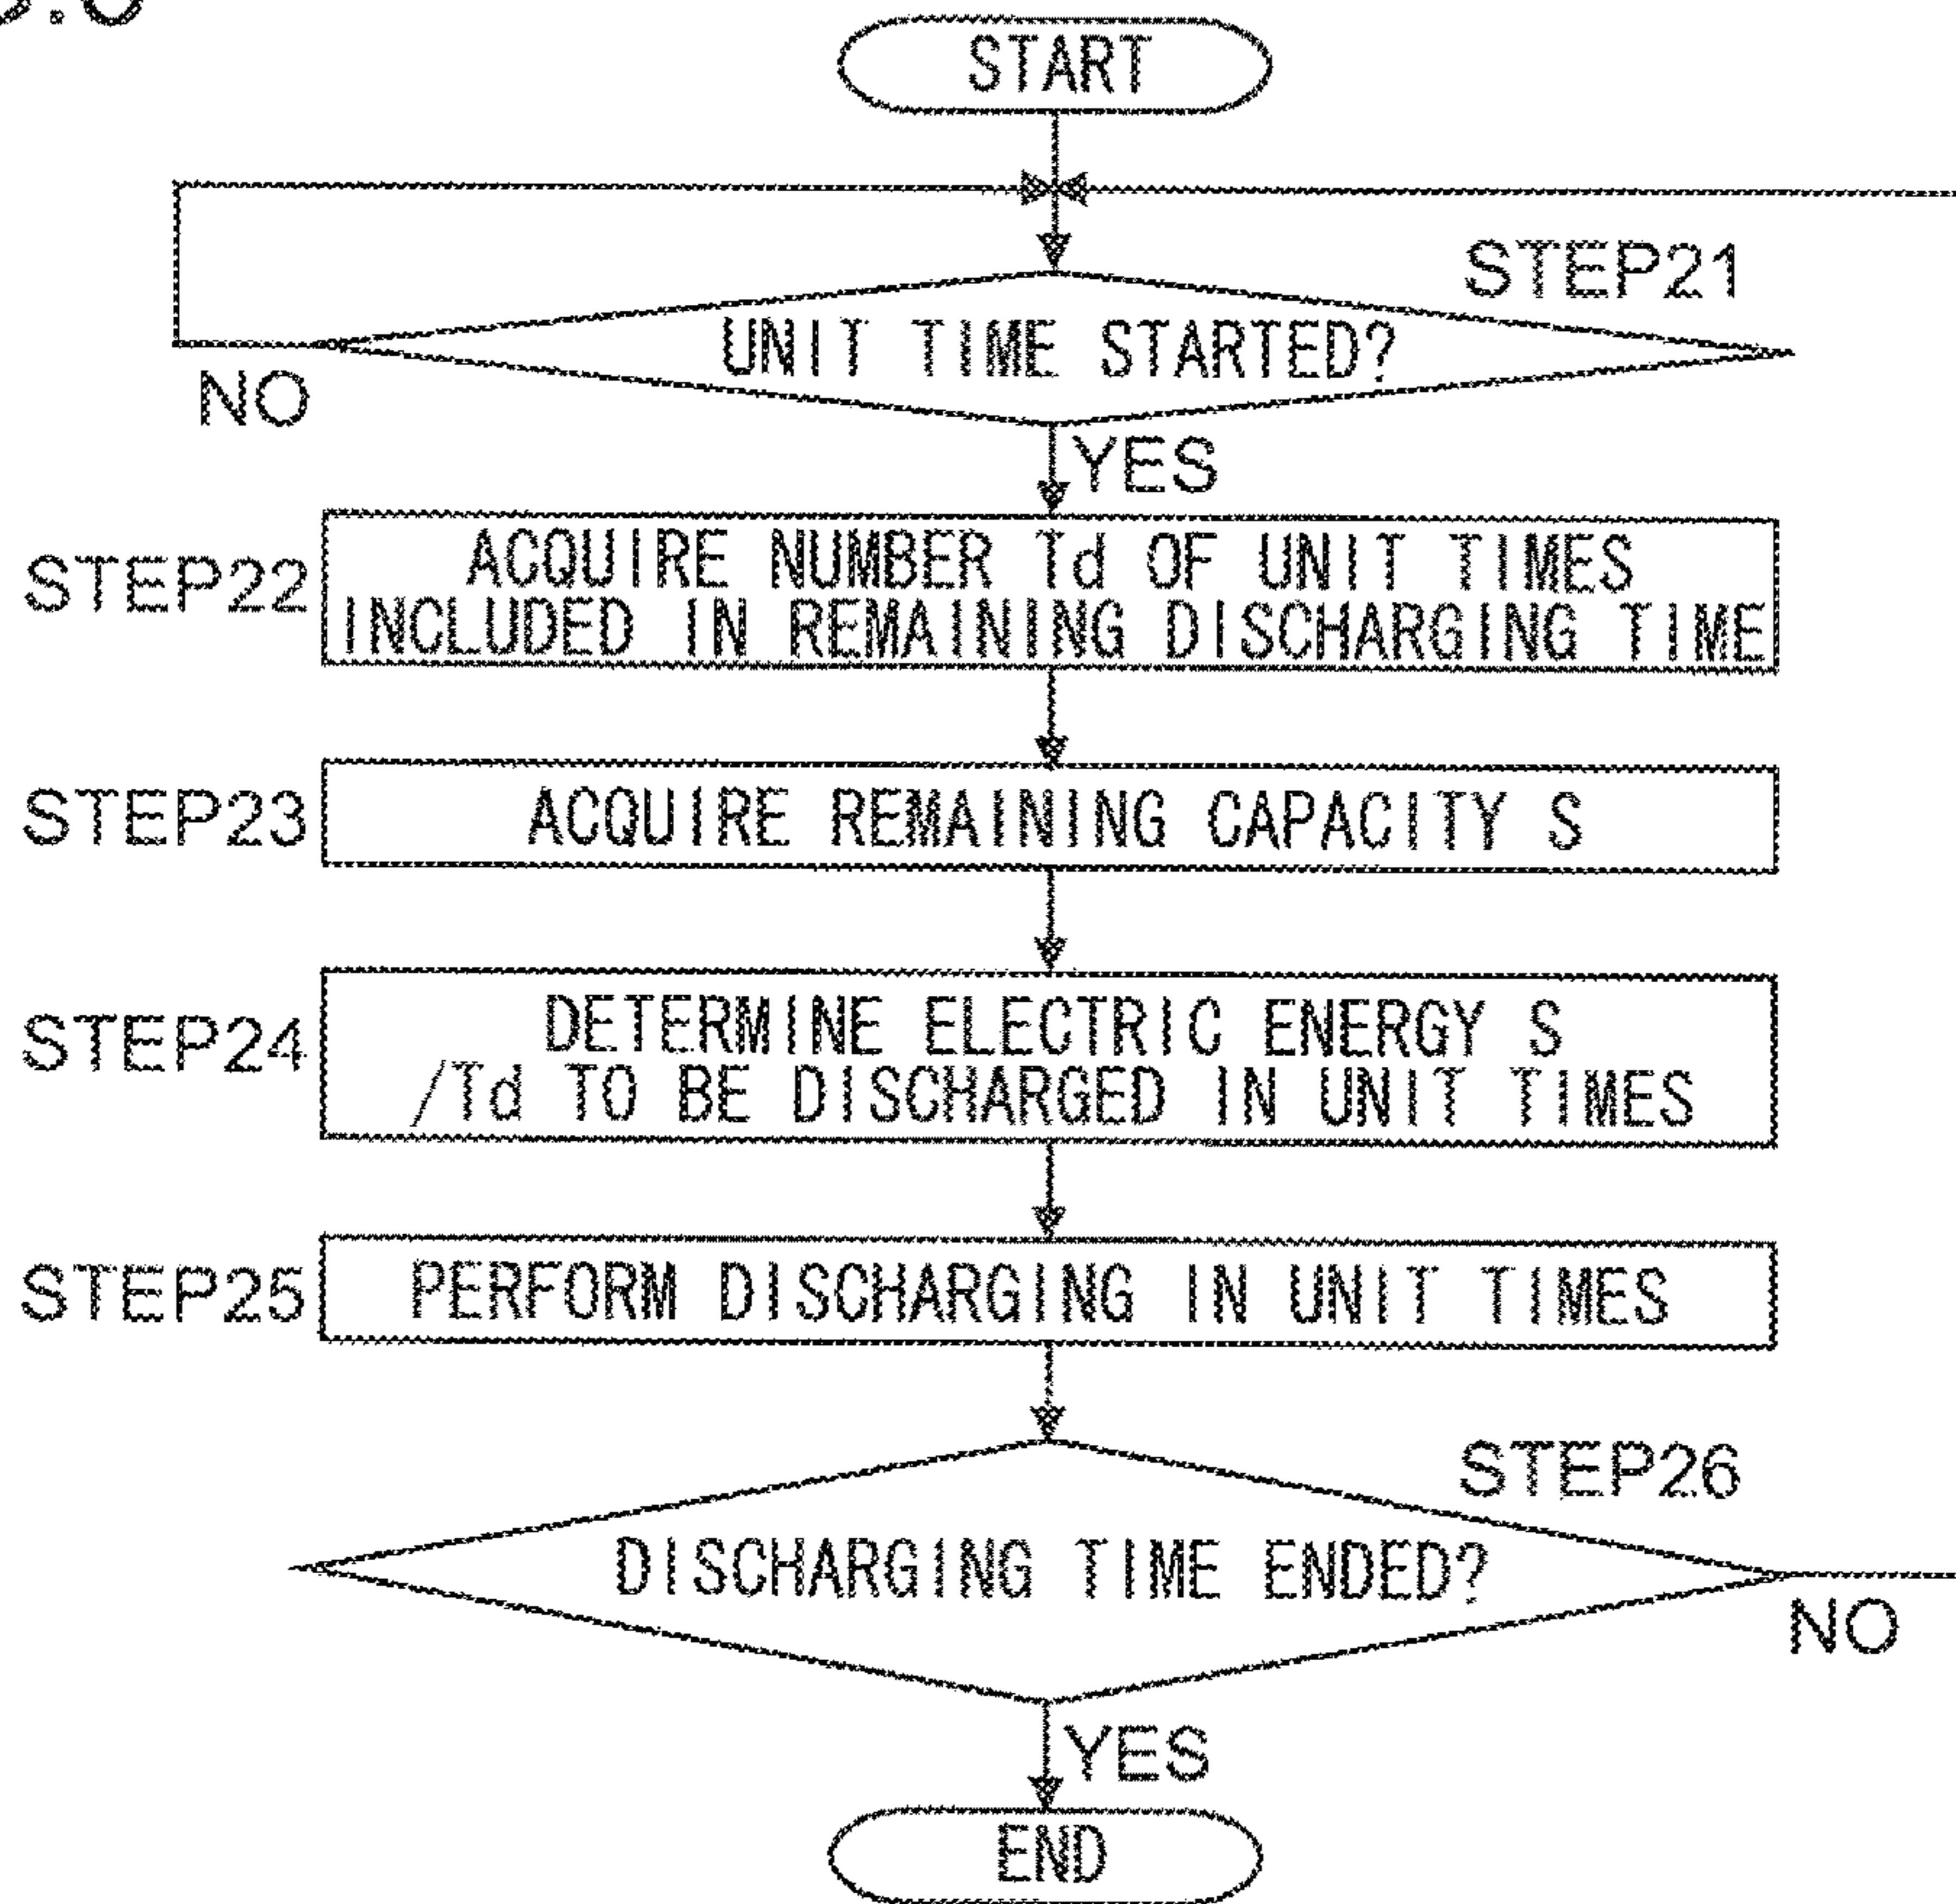 START
STEP21
UNIT TIME STARTED?
NO
YES
STEP22
ACQUIRE NUMBER Td OF UNIT TIMES
INCLUDED IN REMAINING DISCHARGING TIME
STEP23
ACQUIRE REMAINING CAPACITY S
STEP24
DETERMINE ELECTRIC ENERGY S
/Td TO BE DISCHARGED IN UNIT TIMES
STEP25
PERFORM DISCHARGING IN UNIT TIMES
STEP26
DISCHARGING TIME ENDED?
NO
YES
END